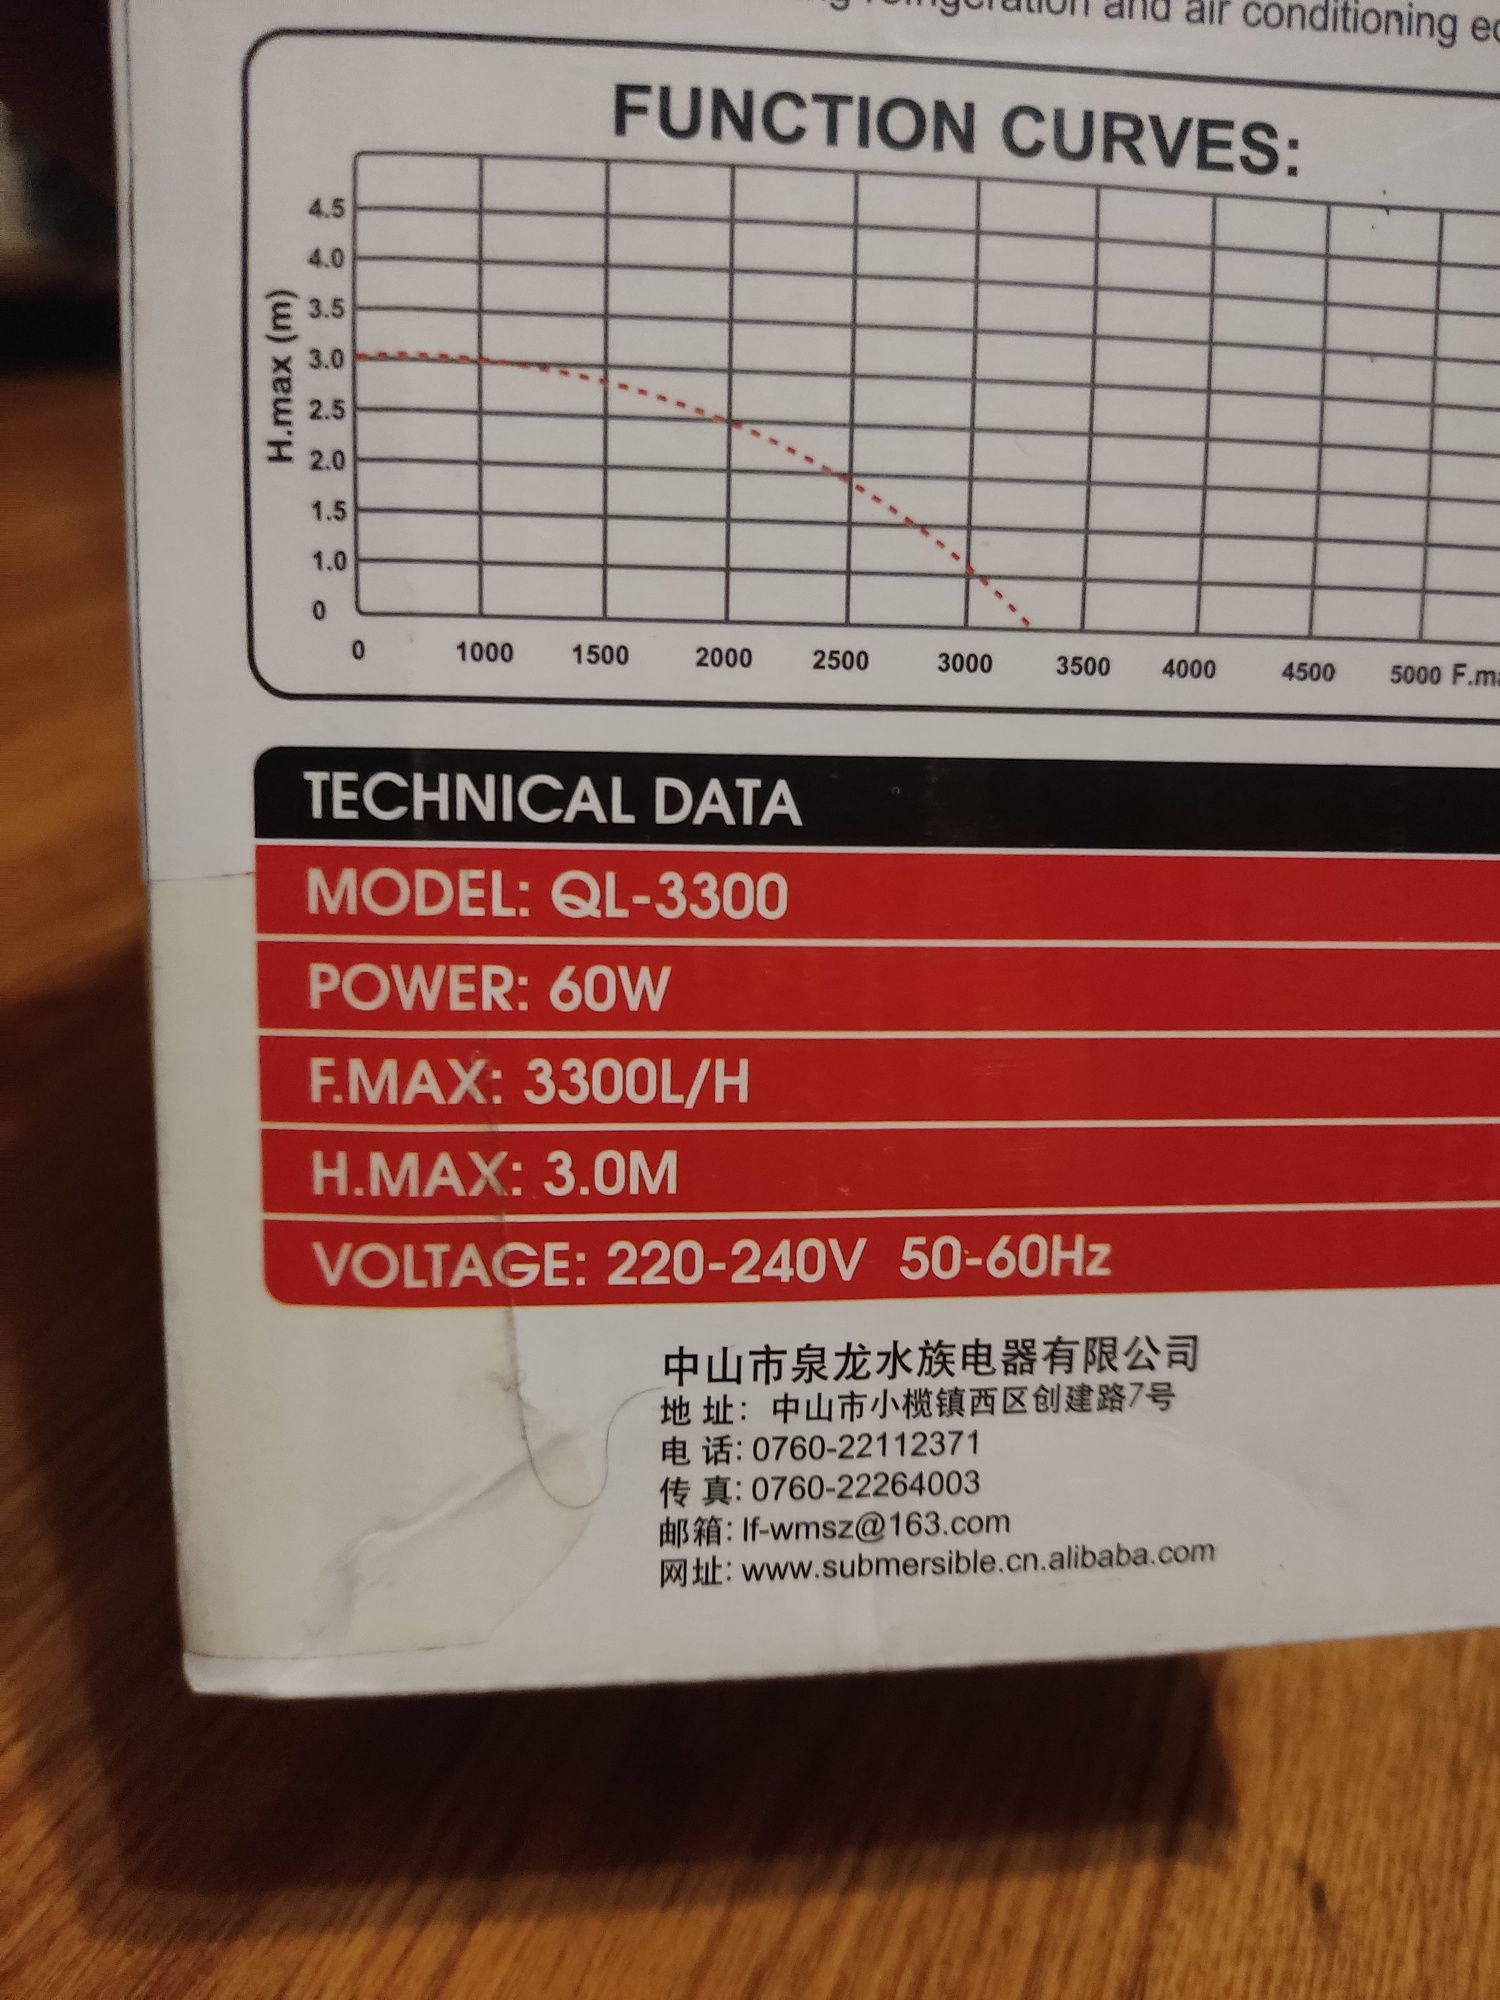 refrigeration and air conditioning
FUNCTION CURVES:
H.max (m)
4.5
4.0
3.5
3.0
2.5
2.0
1.5
1.0
0
0 1000 1500 2000 2500 3000 3500 4000 4500 5000
TECHNICAL DATA
MODEL: QL-3300
POWER: 60W
F.MAX: 3300L/H
H.MAX: 3.0M
VOLTAGE: 220-240V 50-60Hz
中山市泉龙水族电器有限公司
地 址: 中山市小榄镇西区创建路7号
电 话: 0760-22112371
传 真: 0760-22264003
邮箱: lf-wmsz@163.com
网址: www.submersible.cn.alibaba.com